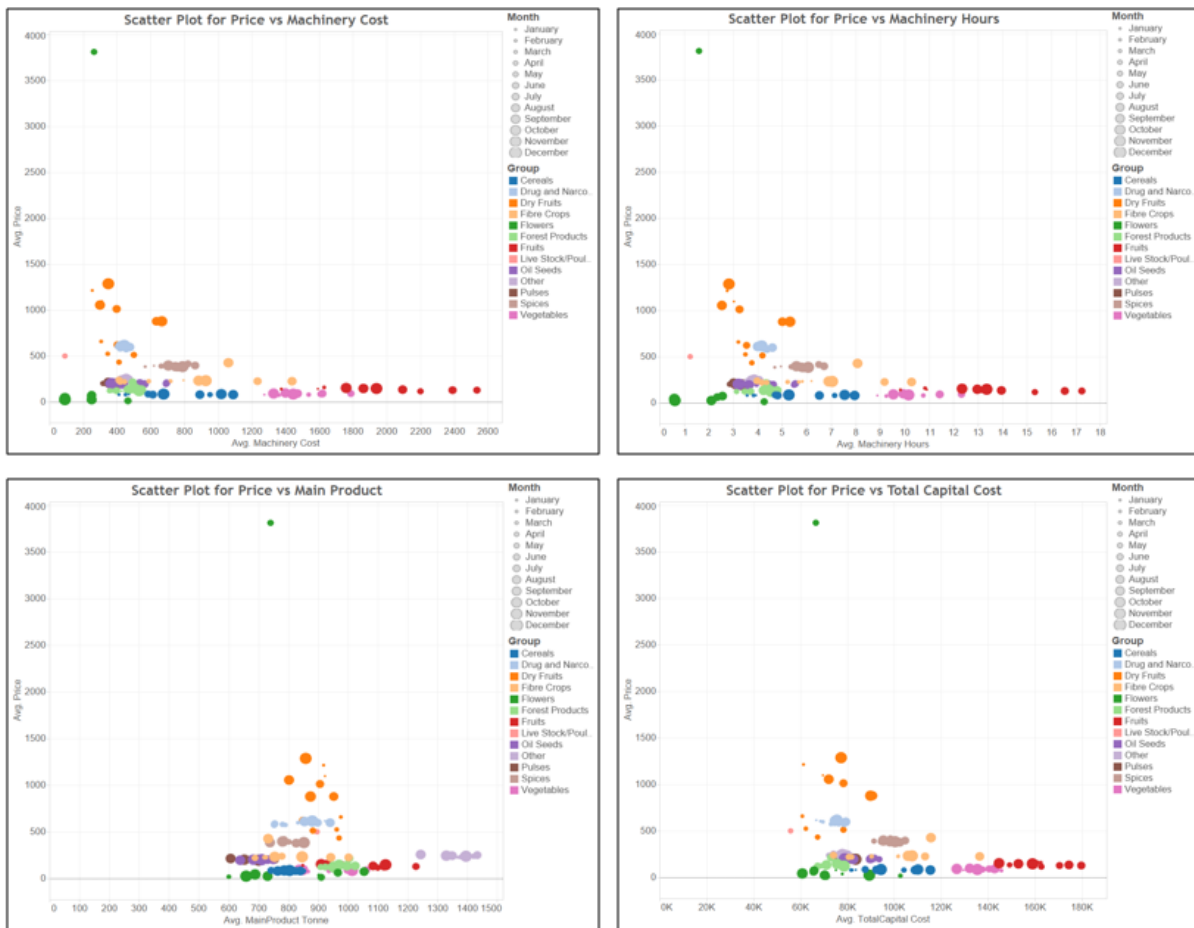 Scatter Plot for Price vs Machinery Cost
Avg. Price
4000
3500
3000
2500
2000
1500
1000
500
0
0 200 400 600 800 1000 1200 1400 1600 1800 2000 2200 2400 2600
Avg. Machinery Cost
Month
January
February
March
April
May
June
July
August
September
October
November
December
Group
Cereals
Drug and Narco..
Dry Fruits
Fibre Crops
Flowers
Forest Products
Fruits
Live Stock/Poul..
Oil Seeds
Other
Pulses
Spices
Vegetables
Scatter Plot for Price vs Machinery Hours
Avg. Price
4000
3500
3000
2500
2000
1500
1000
500
0
0 1 2 3 4 5 6 7 8 9 10 11 12 13 14 15 16 17 18
Avg. Machinery Hours
Month
January
February
March
April
May
June
July
August
September
October
November
December
Group
Cereals
Drug and Narco..
Dry Fruits
Fibre Crops
Flowers
Forest Products
Fruits
Live Stock/Poul..
Oil Seeds
Other
Pulses
Spices
Vegetables
Scatter Plot for Price vs Main Product
Avg. Price
4000
3500
3000
2500
2000
1500
1000
500
0
0 100 200 300 400 500 600 700 800 900 1000 1100 1200 1300 1400 1500
Avg. MainProduct Tonne
Month
January
February
March
April
May
June
July
August
September
October
November
December
Group
Cereals
Drug and Narco..
Dry Fruits
Fibre Crops
Flowers
Forest Products
Fruits
Live Stock/Poul..
Oil Seeds
Other
Pulses
Spices
Vegetables
Scatter Plot for Price vs Total Capital Cost
Avg. Price
4000
3500
3000
2500
2000
1500
1000
500
0
0K 20K 40K 60K 80K 100K 120K 140K 160K 180K
Avg. TotalCapital Cost
Month
January
February
March
April
May
June
July
August
September
October
November
December
Group
Cereals
Drug and Narco..
Dry Fruits
Fibre Crops
Flowers
Forest Products
Fruits
Live Stock/Poul..
Oil Seeds
Other
Pulses
Spices
Vegetables